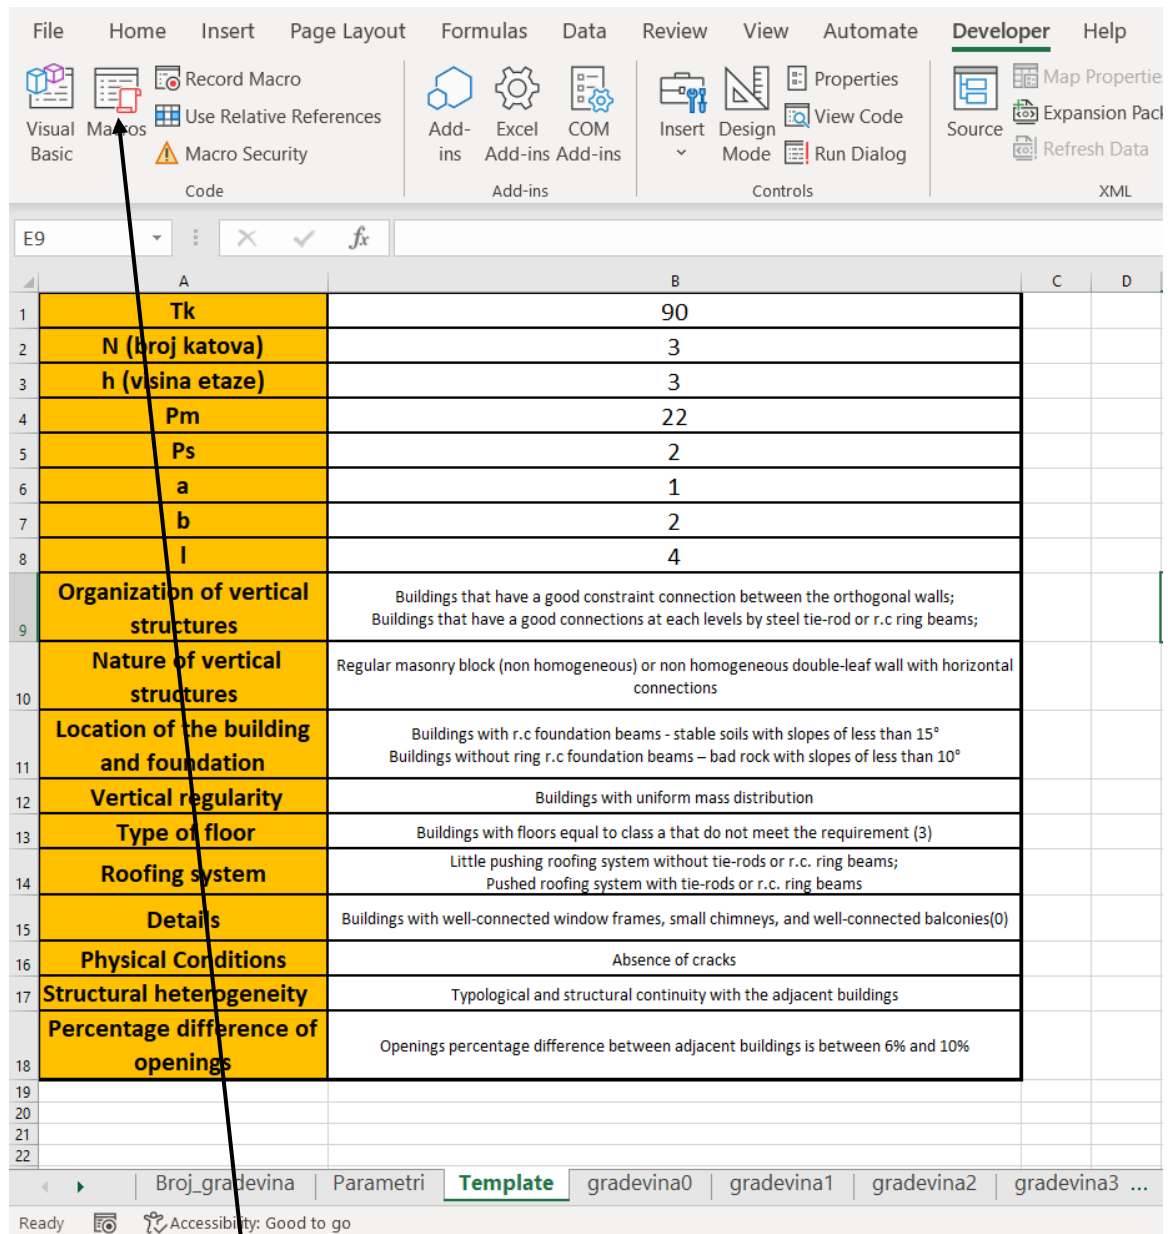 File Home Insert Page Layout Formulas Data Review View Automate Developer Help
Visual Basic
Macros
Record Macro
Use Relative References
Macro Security
Code
Add-ins
Excel Add-ins
COM Add-ins
Add-ins
Insert
Design Mode
Properties
View Code
Run Dialog
Controls
Source
Map Propertie
Expansion Pack
Refresh Data
XML
E9 fx
A B C D
1 Tk 90
2 N (broj katova) 3
3 h (visina etaze) 3
4 Pm 22
5 Ps 2
6 a 1
7 b 2
8 l 4
9 Organization of vertical structures
Buildings that have a good constraint connection between the orthogonal walls;
Buildings that have a good connections at each levels by steel tie-rod or r.c ring beams;
10 Nature of vertical structures
Regular masonry block (non homogeneous) or non homogeneous double-leaf wall with horizontal
connections
11 Location of the building and foundation
Buildings with r.c foundation beams - stable soils with slopes of less than 15°
Buildings without ring r.c foundation beams – bad rock with slopes of less than 10°
12 Vertical regularity Buildings with uniform mass distribution
13 Type of floor Buildings with floors equal to class a that do not meet the requirement (3)
14 Roofing system
Little pushing roofing system without tie-rods or r.c. ring beams;
Pushed roofing system with tie-rods or r.c. ring beams
15 Details Buildings with well-connected window frames, small chimneys, and well-connected balconies(0)
16 Physical Conditions Absence of cracks
17 Structural heterogeneity Typological and structural continuity with the adjacent buildings
18 Percentage difference of openings
Openings percentage difference between adjacent buildings is between 6% and 10%
19
20
21
22
Broj_gradevina Parametri Template gradevina0 gradevina1 gradevina2 gradevina3 ...
Ready Accessibility: Good to go